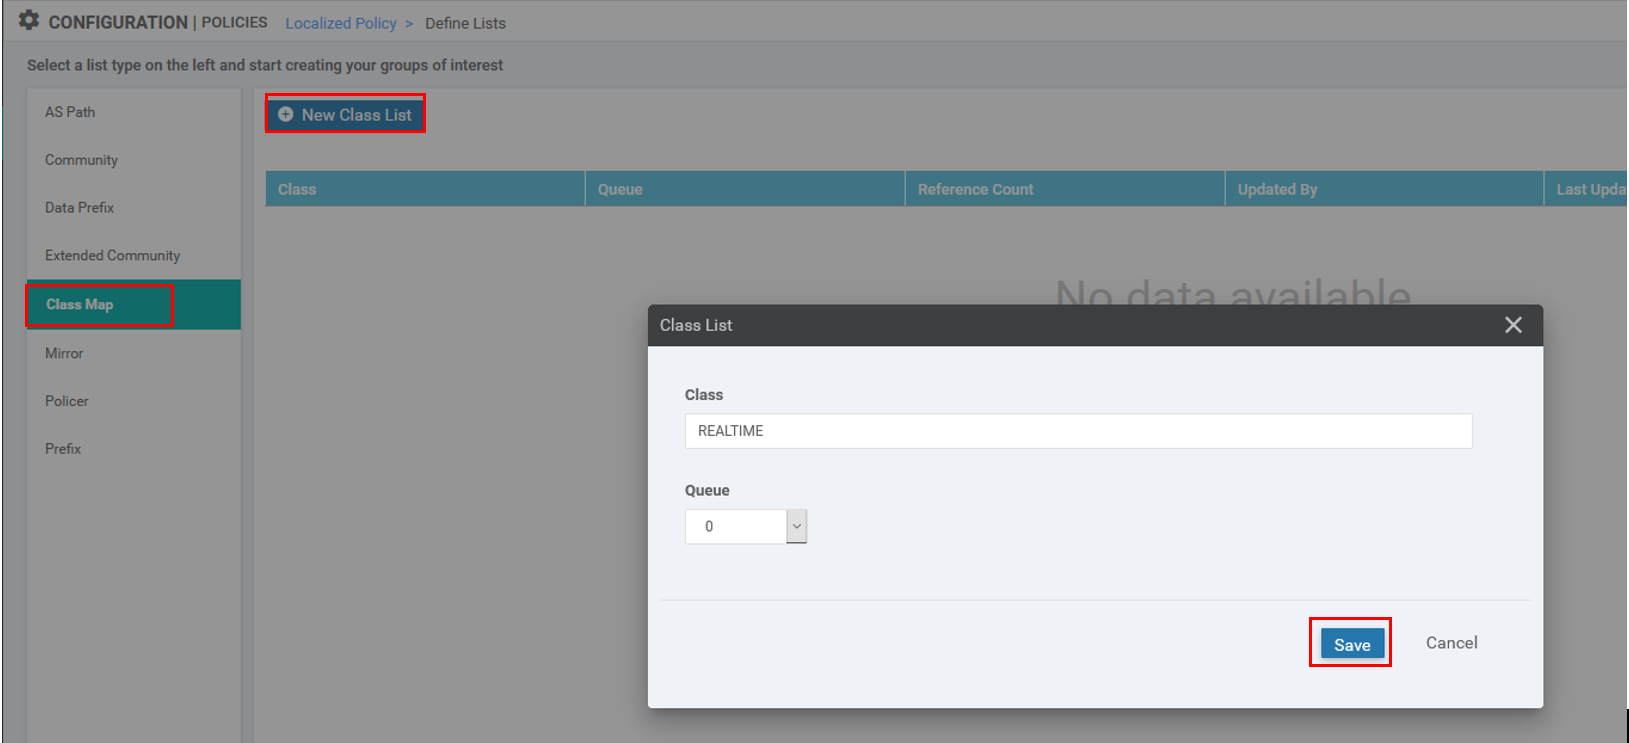 CONFIGURATION | POLICIES Localized Policy > Define Lists
Select a list type on the left and start creating your groups of interest
AS Path
Community
Data Prefix
Extended Community
Class Map
Mirror
Policer
Prefix
New Class List
Class Queue Reference Count Updated By Last Upda
No data available
Class List
Class
REALTIME
Queue
0
Save Cancel